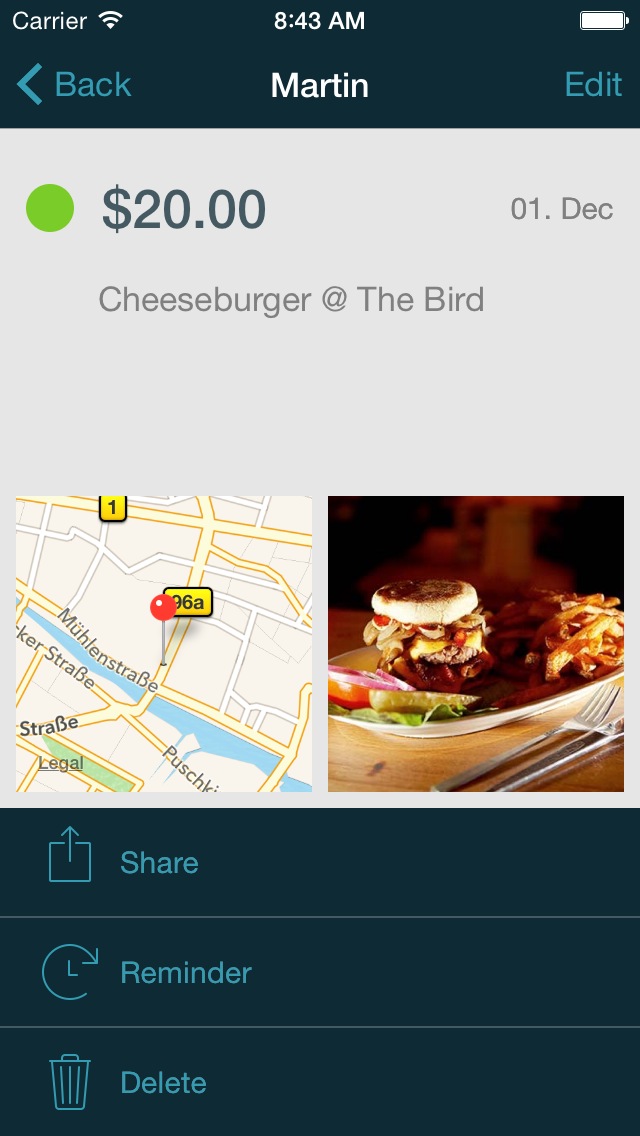 Carrier 8:43 AM
Back Martin Edit
$20.00 01. Dec
Cheeseburger @ The Bird
1
96a
Mühlenstraße
cker Straße
Straße
Puschki
Legal
Share
Reminder
Delete